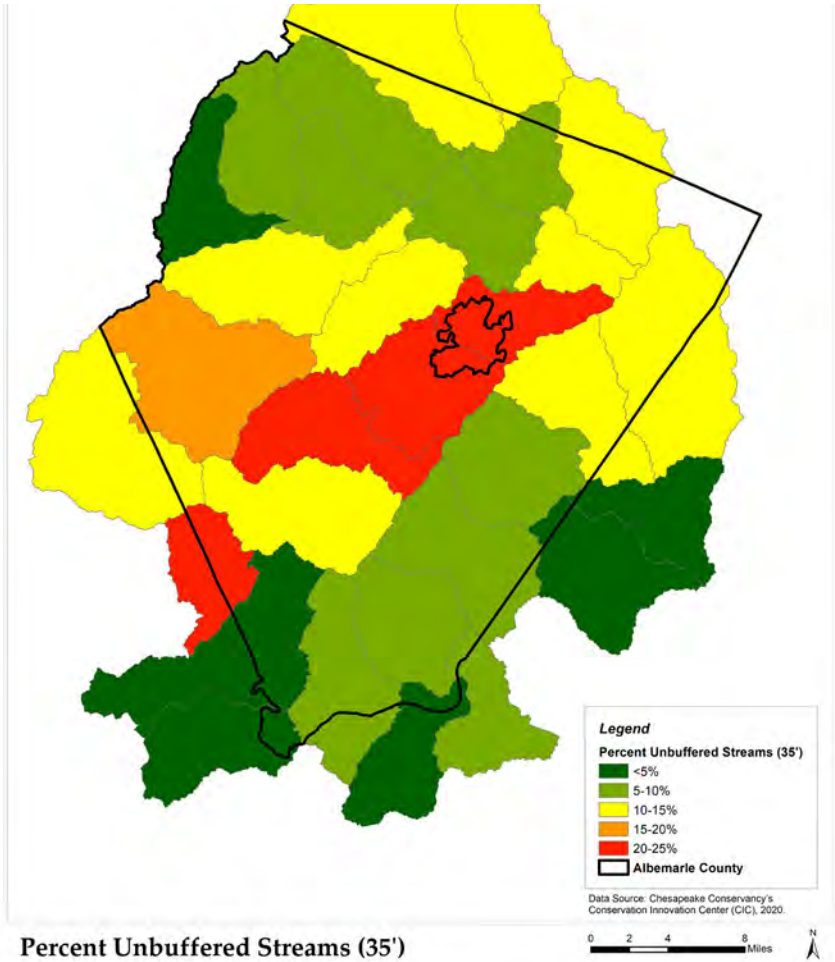 Legend
Percent Unbuffered Streams (35')
<5%
5-10%
10-15%
15-20%
20-25%
Albemarle County
Data Source: Chesapeake Conservancy's
Conservation Innovation Center (CIC), 2020.
Percent Unbuffered Streams (35')
0 2 4 8
Miles
N